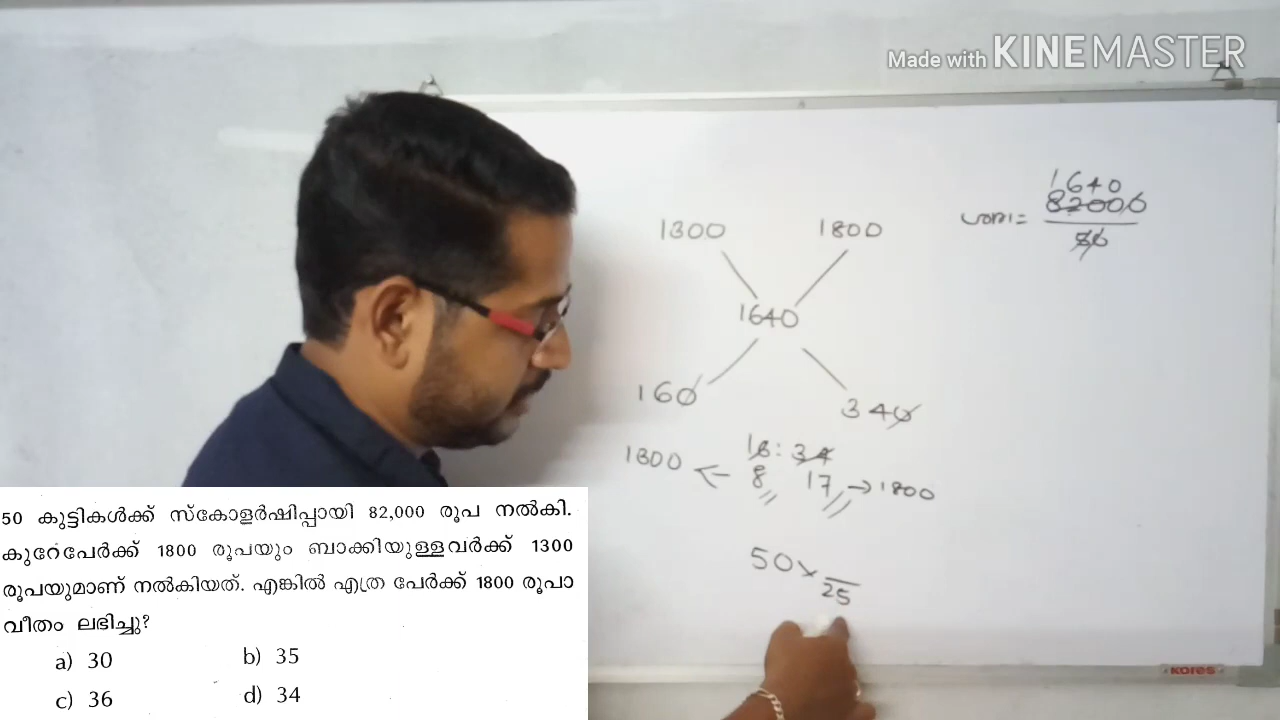 Made with KINEMASTER
1640
ശരാ = 82000
50
1300 1800
1640
160 340
16 : 34
1300 8 17 → 1800
50 ×
25
KORES
50 കുട്ടികൾക്ക് സ്കോളർഷിപ്പായി 82,000 രൂപ നൽകി.
കുറേപേർക്ക് 1800 രൂപയും ബാക്കിയുള്ളവർക്ക് 1300
രൂപയുമാണ് നൽകിയത്. എങ്കിൽ എത്ര പേർക്ക് 1800 രൂപാ
വീതം ലഭിച്ചു?
a) 30 b) 35
c) 36 d) 34